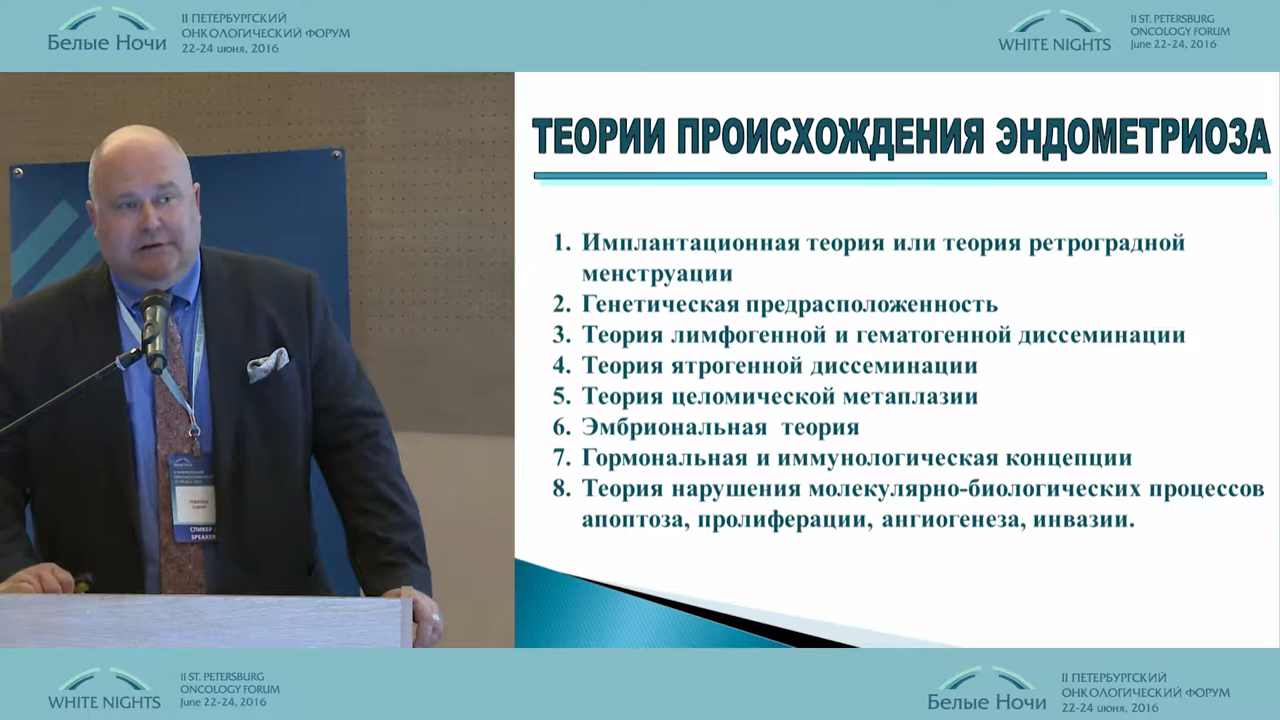 Белые Ночи
II ПЕТЕРБУРГСКИЙ
ОНКОЛОГИЧЕСКИЙ ФОРУМ
22-24 июня, 2016
WHITE NIGHTS
II ST. PETERSBURG
ONCOLOGY FORUM
June 22-24, 2016
ТЕОРИИ ПРОИСХОЖДЕНИЯ ЭНДОМЕТРИОЗА
1. Имплантационная теория или теория ретроградной
менструации
2. Генетическая предрасположенность
3. Теория лимфогенной и гематогенной диссеминации
4. Теория ятрогенной диссеминации
5. Теория целомической метаплазии
6. Эмбриональная теория
7. Гормональная и иммунологическая концепции
8. Теория нарушения молекулярно-биологических процессов
апоптоза, пролиферации, ангиогенеза, инвазии.
СПИКЕР
SPEAKER
WHITE NIGHTS
II ST. PETERSBURG
ONCOLOGY FORUM
June 22-24, 2016
Белые Ночи
II ПЕТЕРБУРГСКИЙ
ОНКОЛОГИЧЕСКИЙ ФОРУМ
22-24 июня, 2016